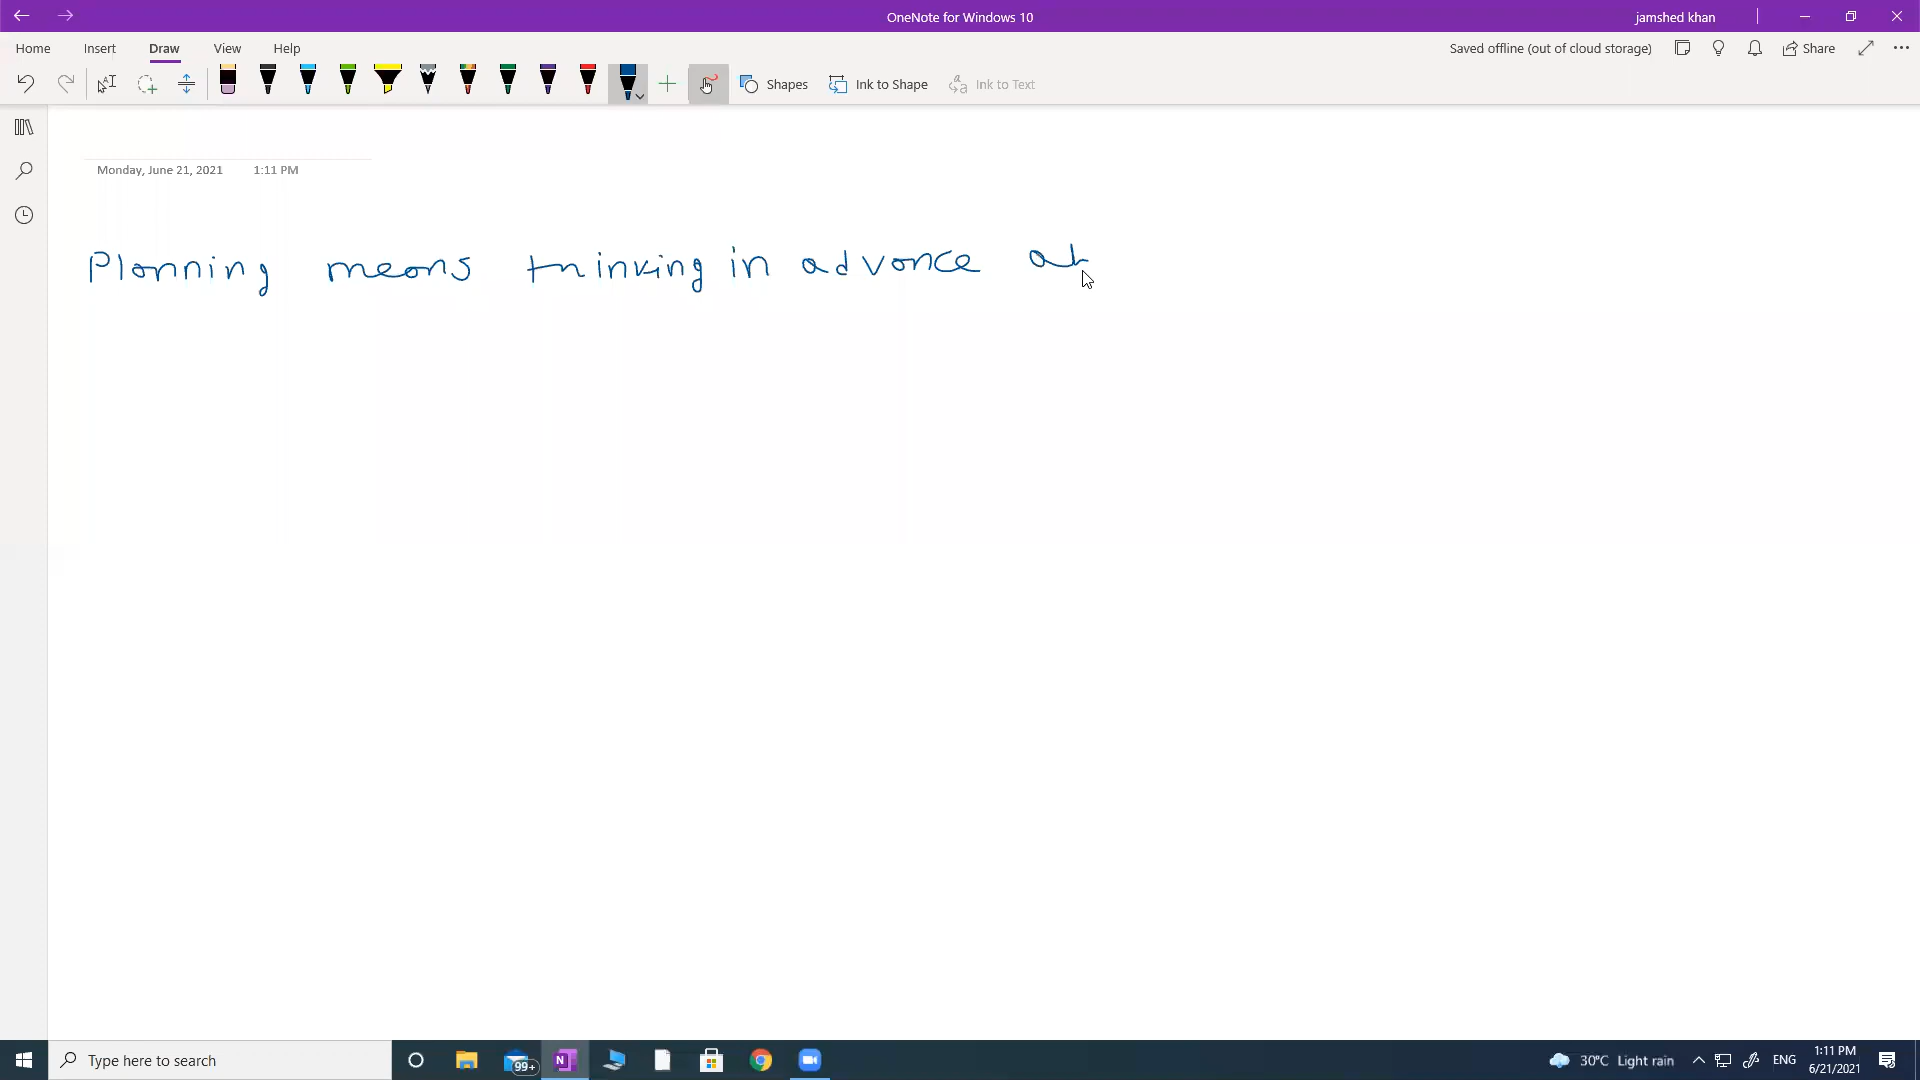 OneNote for Windows 10
jamshed khan
Home Insert Draw View Help
Saved offline (out of cloud storage)
Share
Shapes
Ink to Shape
Ink to Text
Monday, June 21, 2021 1:11 PM
Planning means thinking in advance
Type here to search
99+
30°C Light rain
ENG
1:11 PM
6/21/2021